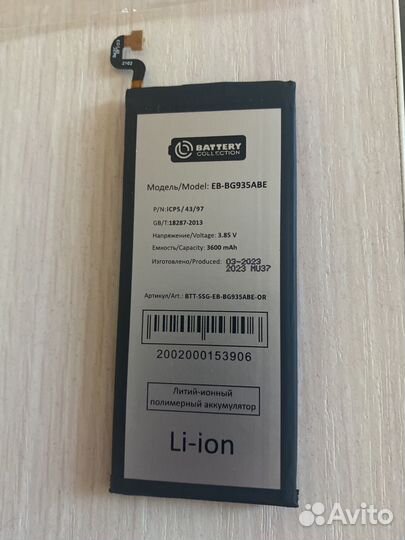 2102
BATTERY
COLLECTION
Модель/Model: EB-BG935ABE
P/N: iCP5/43/97
GB/T:18287-2013
Напряжение/Voltage: 3.85 V
Емкость/Capacity: 3600 mAh
Изготовлено/Produced: 03-2023
2023 MU37
Артикул/Art.: BTT-SSG-EB-BG935ABE-OR
2002000153906
Литий-ионный
полимерный аккумулятор
Li-ion
Avito